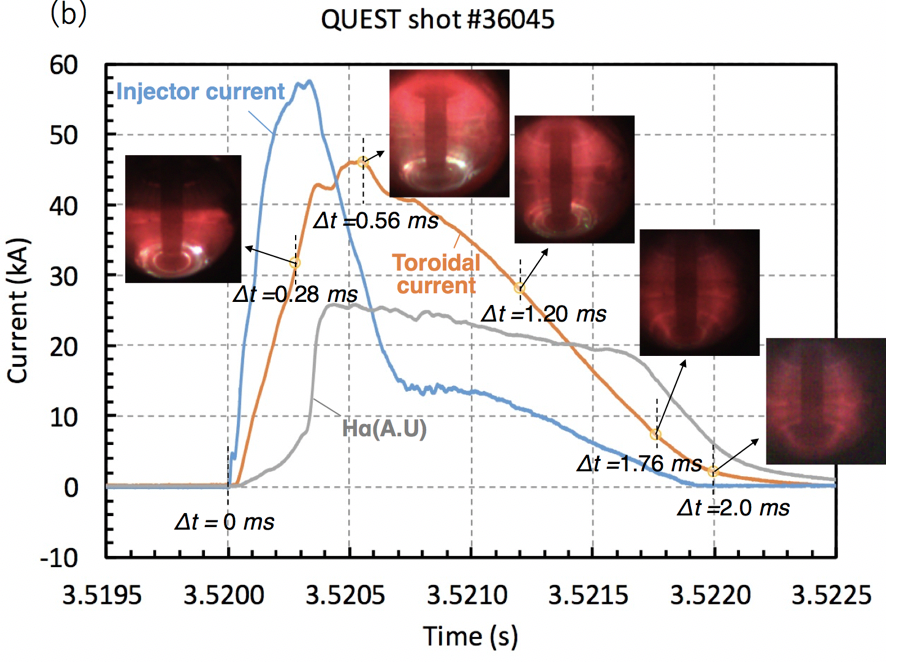 (b)
QUEST shot #36045
60
50
40
30
20
10
0
-10
Current (kA)
Injector current
Δt =0.56 ms
Toroidal
current
Δt =0.28 ms
Δt =1.20 ms
Hα(A.U)
Δt =1.76 ms
Δt =2.0 ms
Δt = 0 ms
3.5195
3.5200
3.5205
3.5210
3.5215
3.5220
3.5225
Time (s)